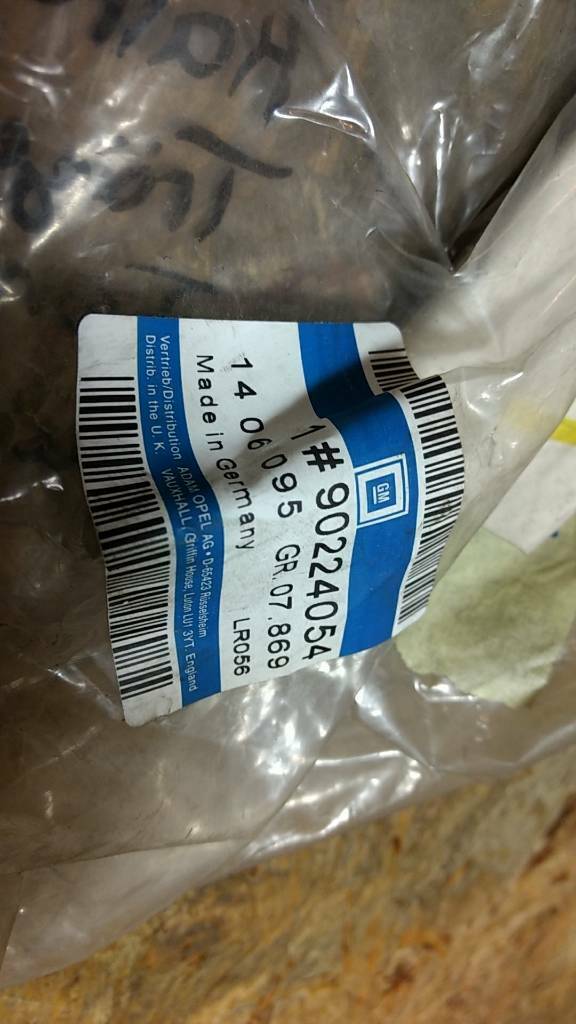 GM
1# 90224054
14 06 095 GR.07.869
Made in Germany LR056
Vertrieb/Distribution ADAM OPEL AG • D-65423 Rüsselsheim
Distrib. in the U. K. VAUXHALL, Griffin House, Luton LU1 3YT, England